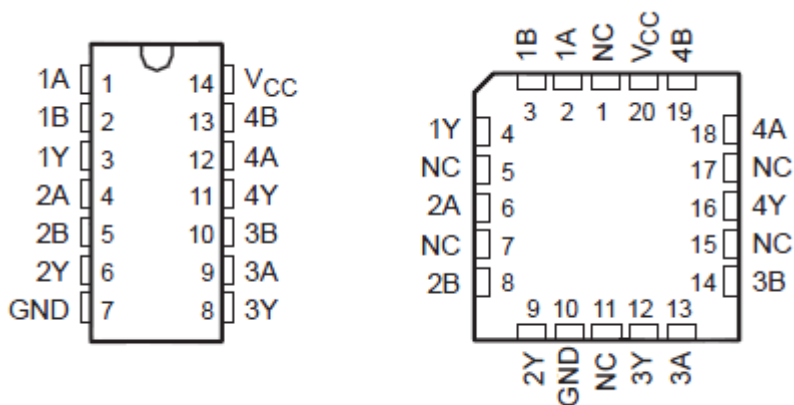 1A 1 14 VCC
1B 2 13 4B
1Y 3 12 4A
2A 4 11 4Y
2B 5 10 3B
2Y 6 9 3A
GND 7 8 3Y
1B 1A NC VCC 4B
3 2 1 20 19
1Y 4 18 4A
NC 5 17 NC
2A 6 16 4Y
NC 7 15 NC
2B 8 14 3B
9 10 11 12 13
2Y GND NC 3Y 3A